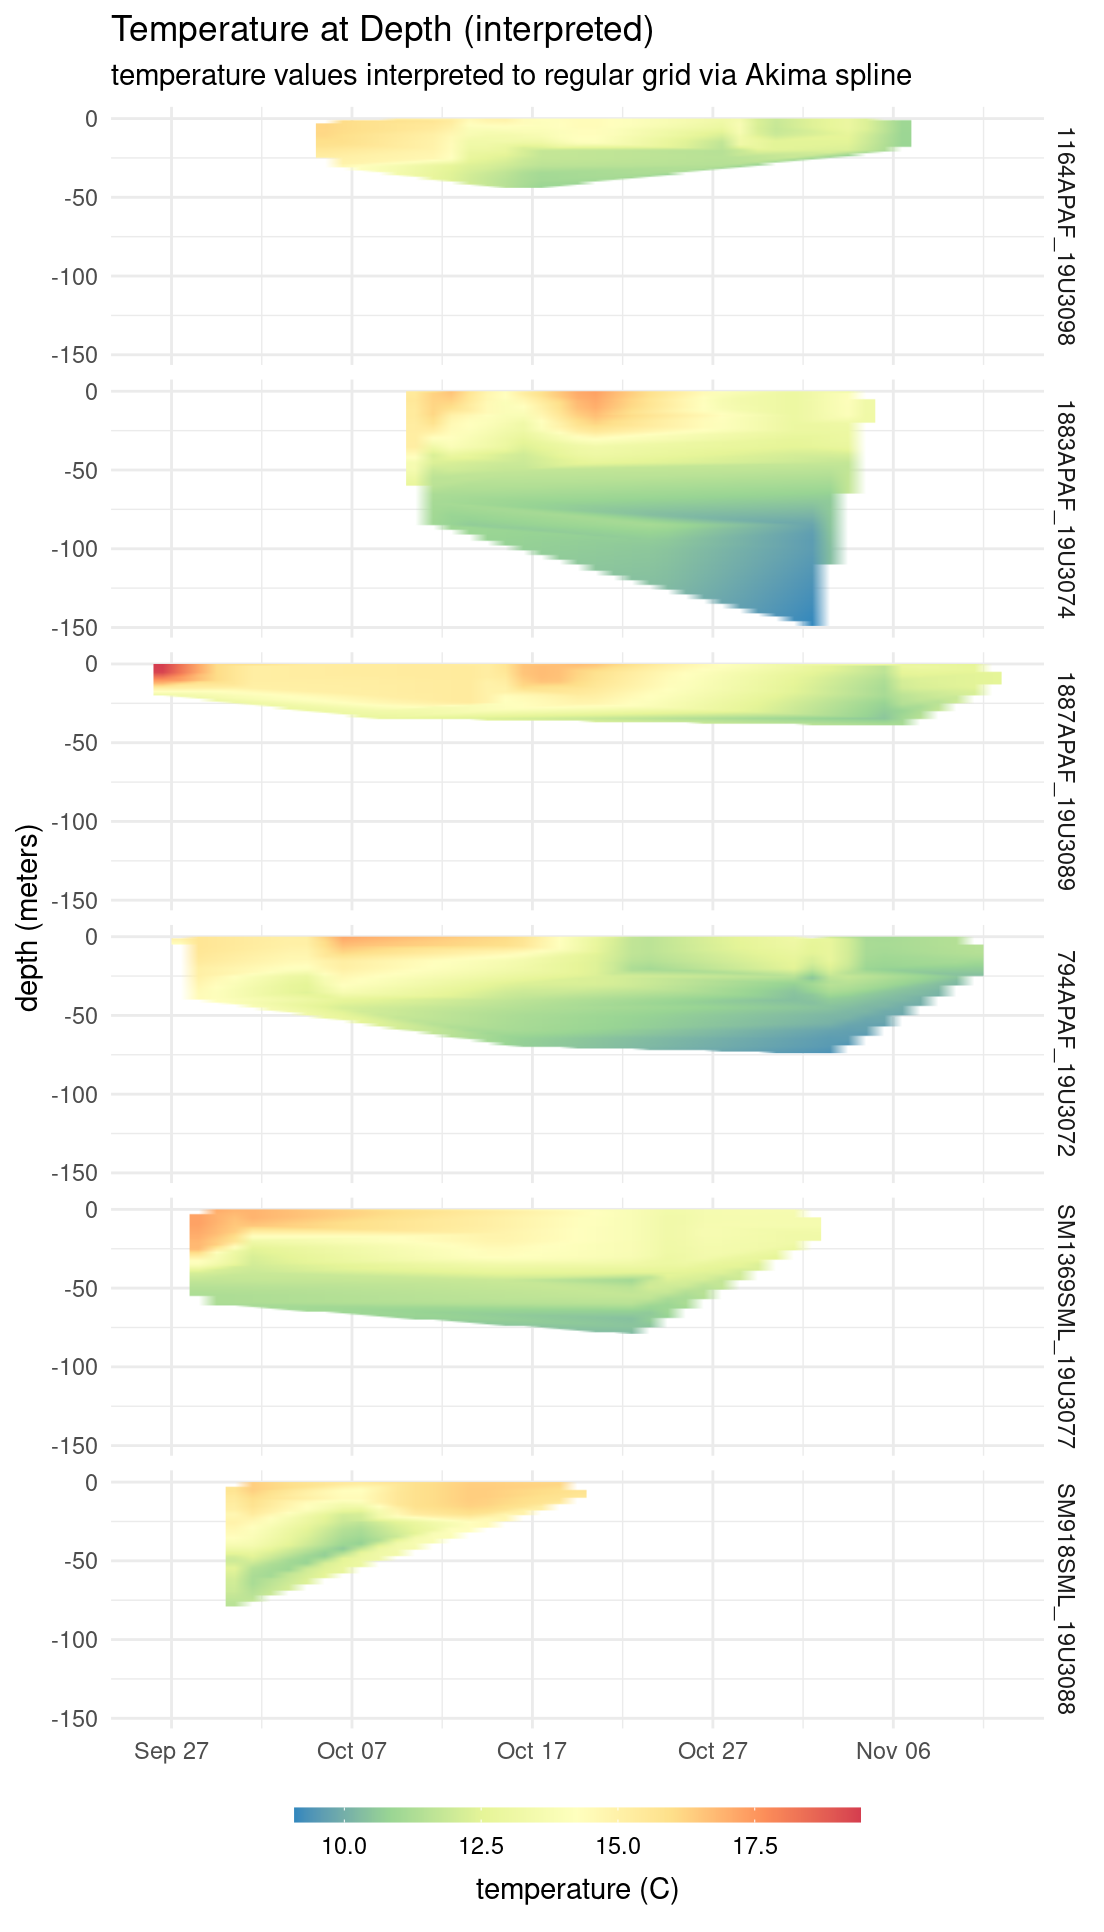 Temperature at Depth (interpreted)
temperature values interpreted to regular grid via Akima spline
0
-50
-100
-150
1164APAF_19U3098
0
-50
-100
-150
1883APAF_19U3074
0
-50
-100
-150
1887APAF_19U3089
depth (meters)
0
-50
-100
-150
794APAF_19U3072
0
-50
-100
-150
SM1369SML_19U3077
0
-50
-100
-150
SM918SML_19U3088
Sep 27 Oct 07 Oct 17 Oct 27 Nov 06
10.0 12.5 15.0 17.5
temperature (C)